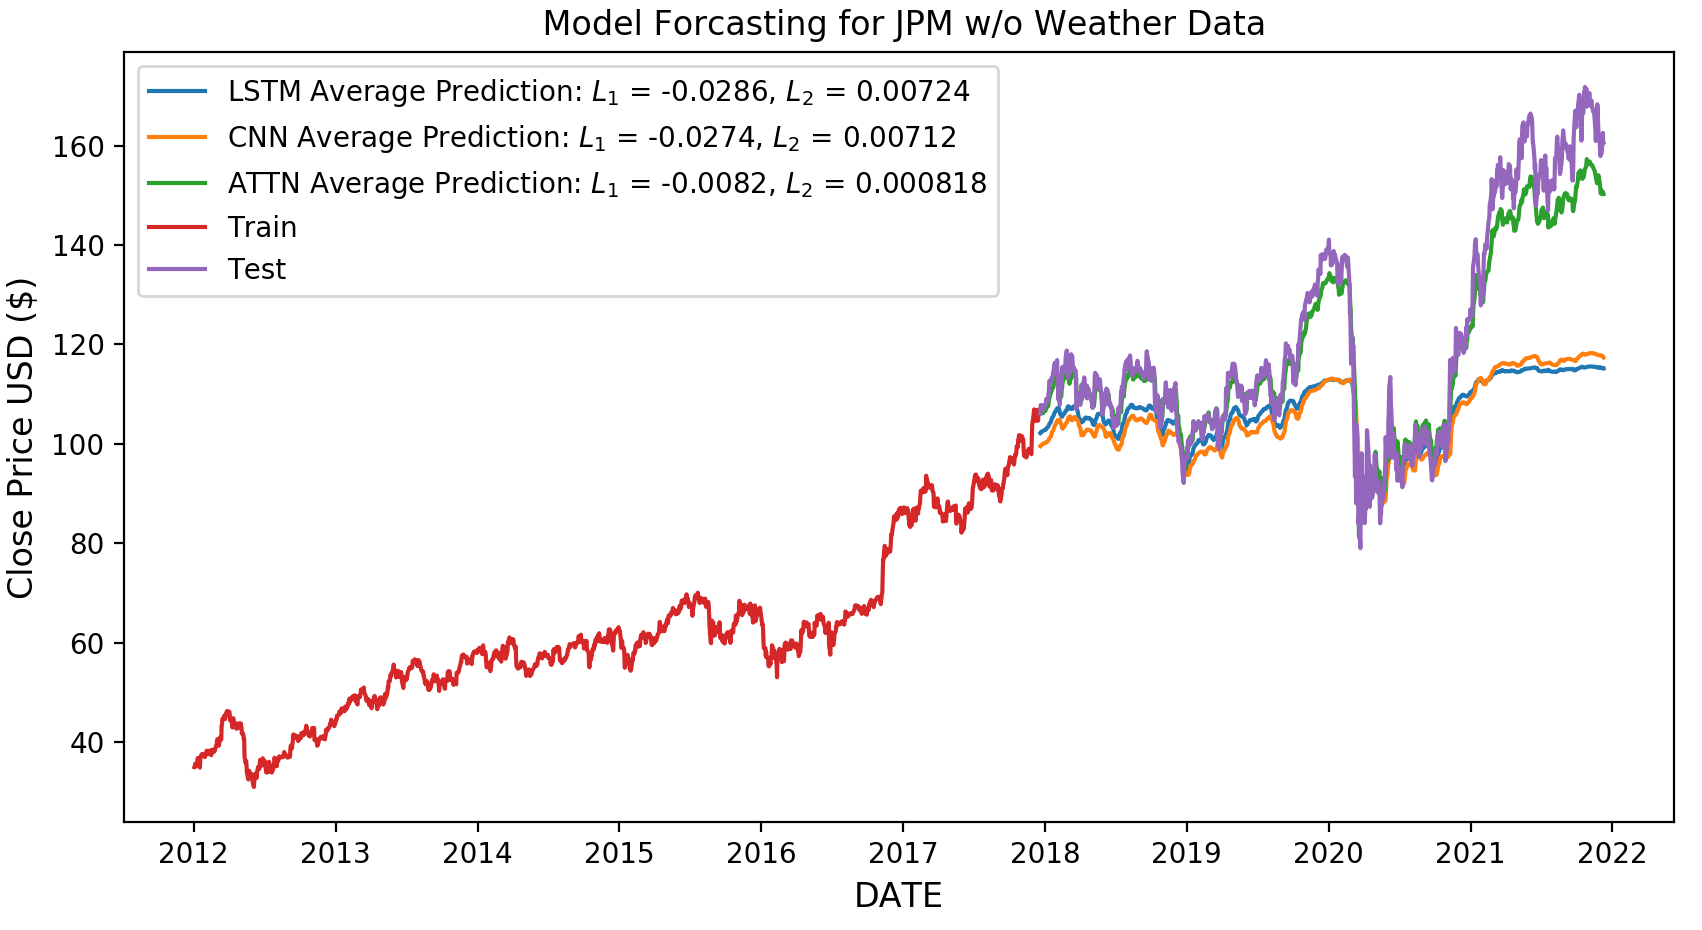 Model Forcasting for JPM w/o Weather Data
LSTM Average Prediction: L₁ = -0.0286, L₂ = 0.00724
CNN Average Prediction: L₁ = -0.0274, L₂ = 0.00712
ATTN Average Prediction: L₁ = -0.0082, L₂ = 0.000818
Train
Test
Close Price USD ($)
160
140
120
100
80
60
40
2012 2013 2014 2015 2016 2017 2018 2019 2020 2021 2022
DATE